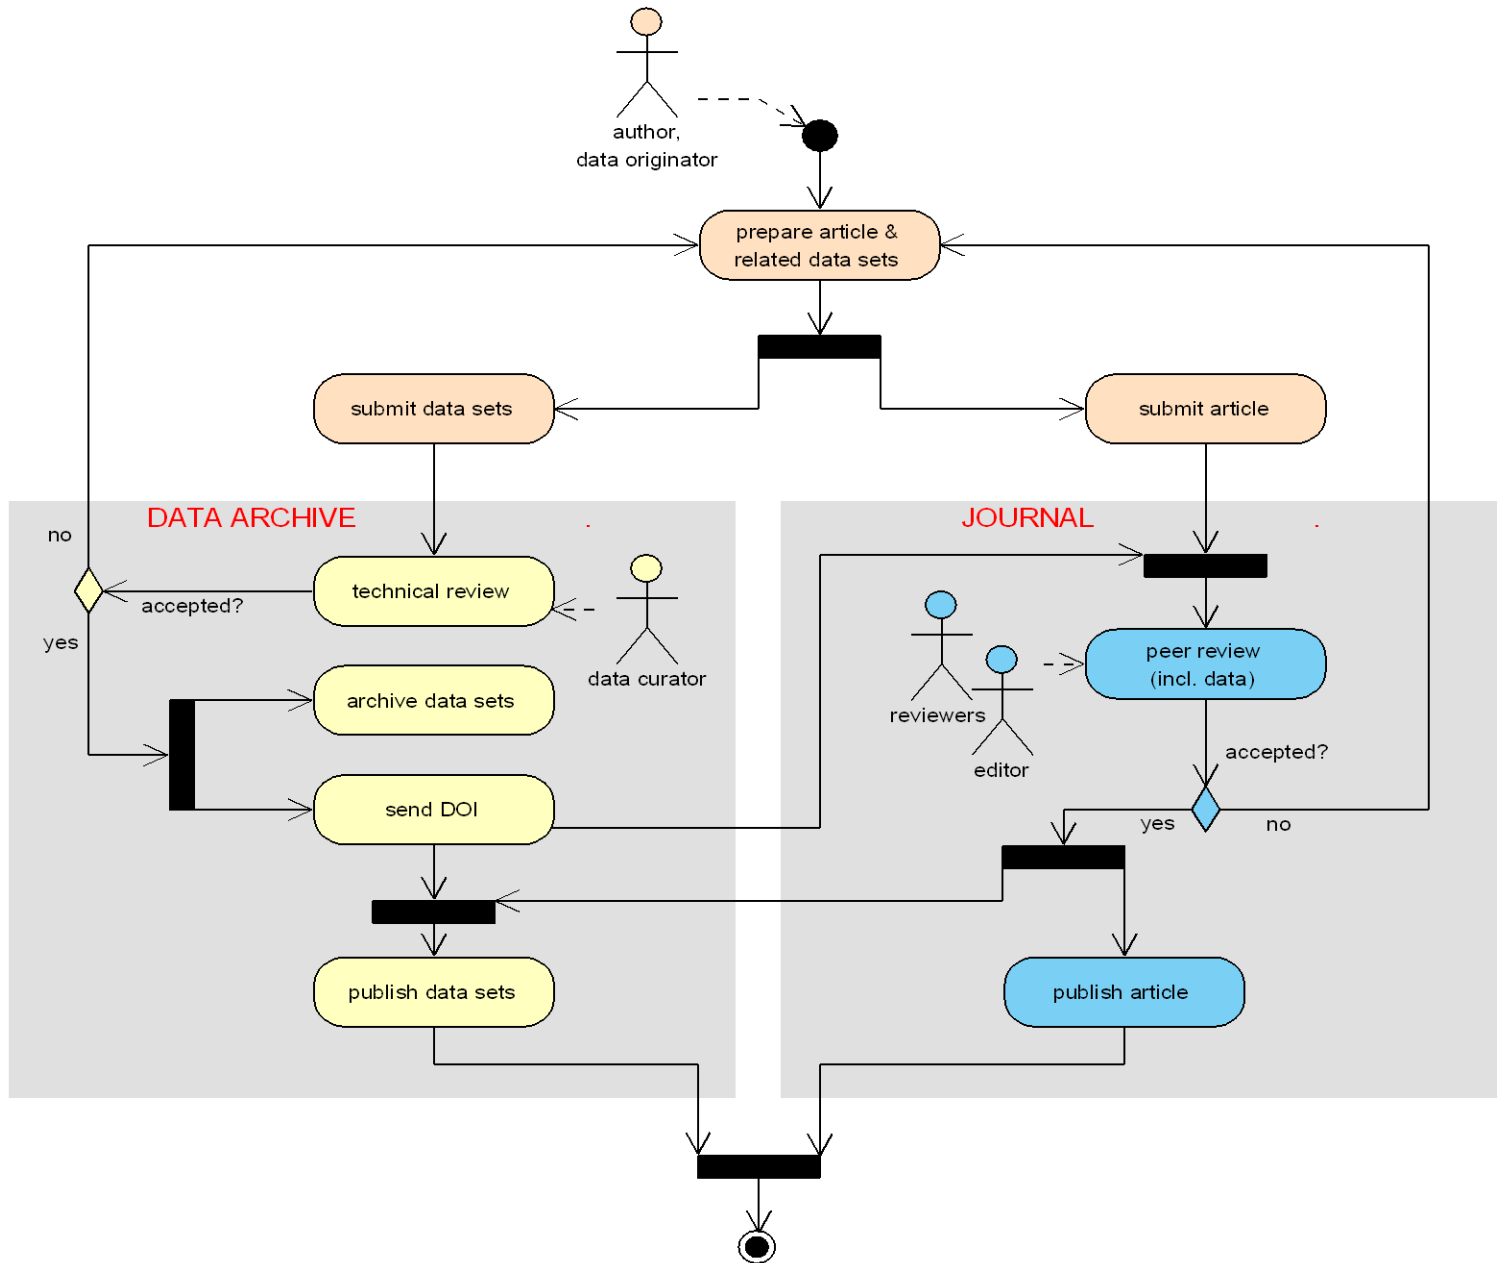 author,
data originator
prepare article &
related data sets
submit data sets
submit article
DATA ARCHIVE .
JOURNAL .
no
technical review
accepted?
yes
data curator
peer review
(incl. data)
archive data sets
reviewers
editor
accepted?
send DOI
yes
no
publish data sets
publish article